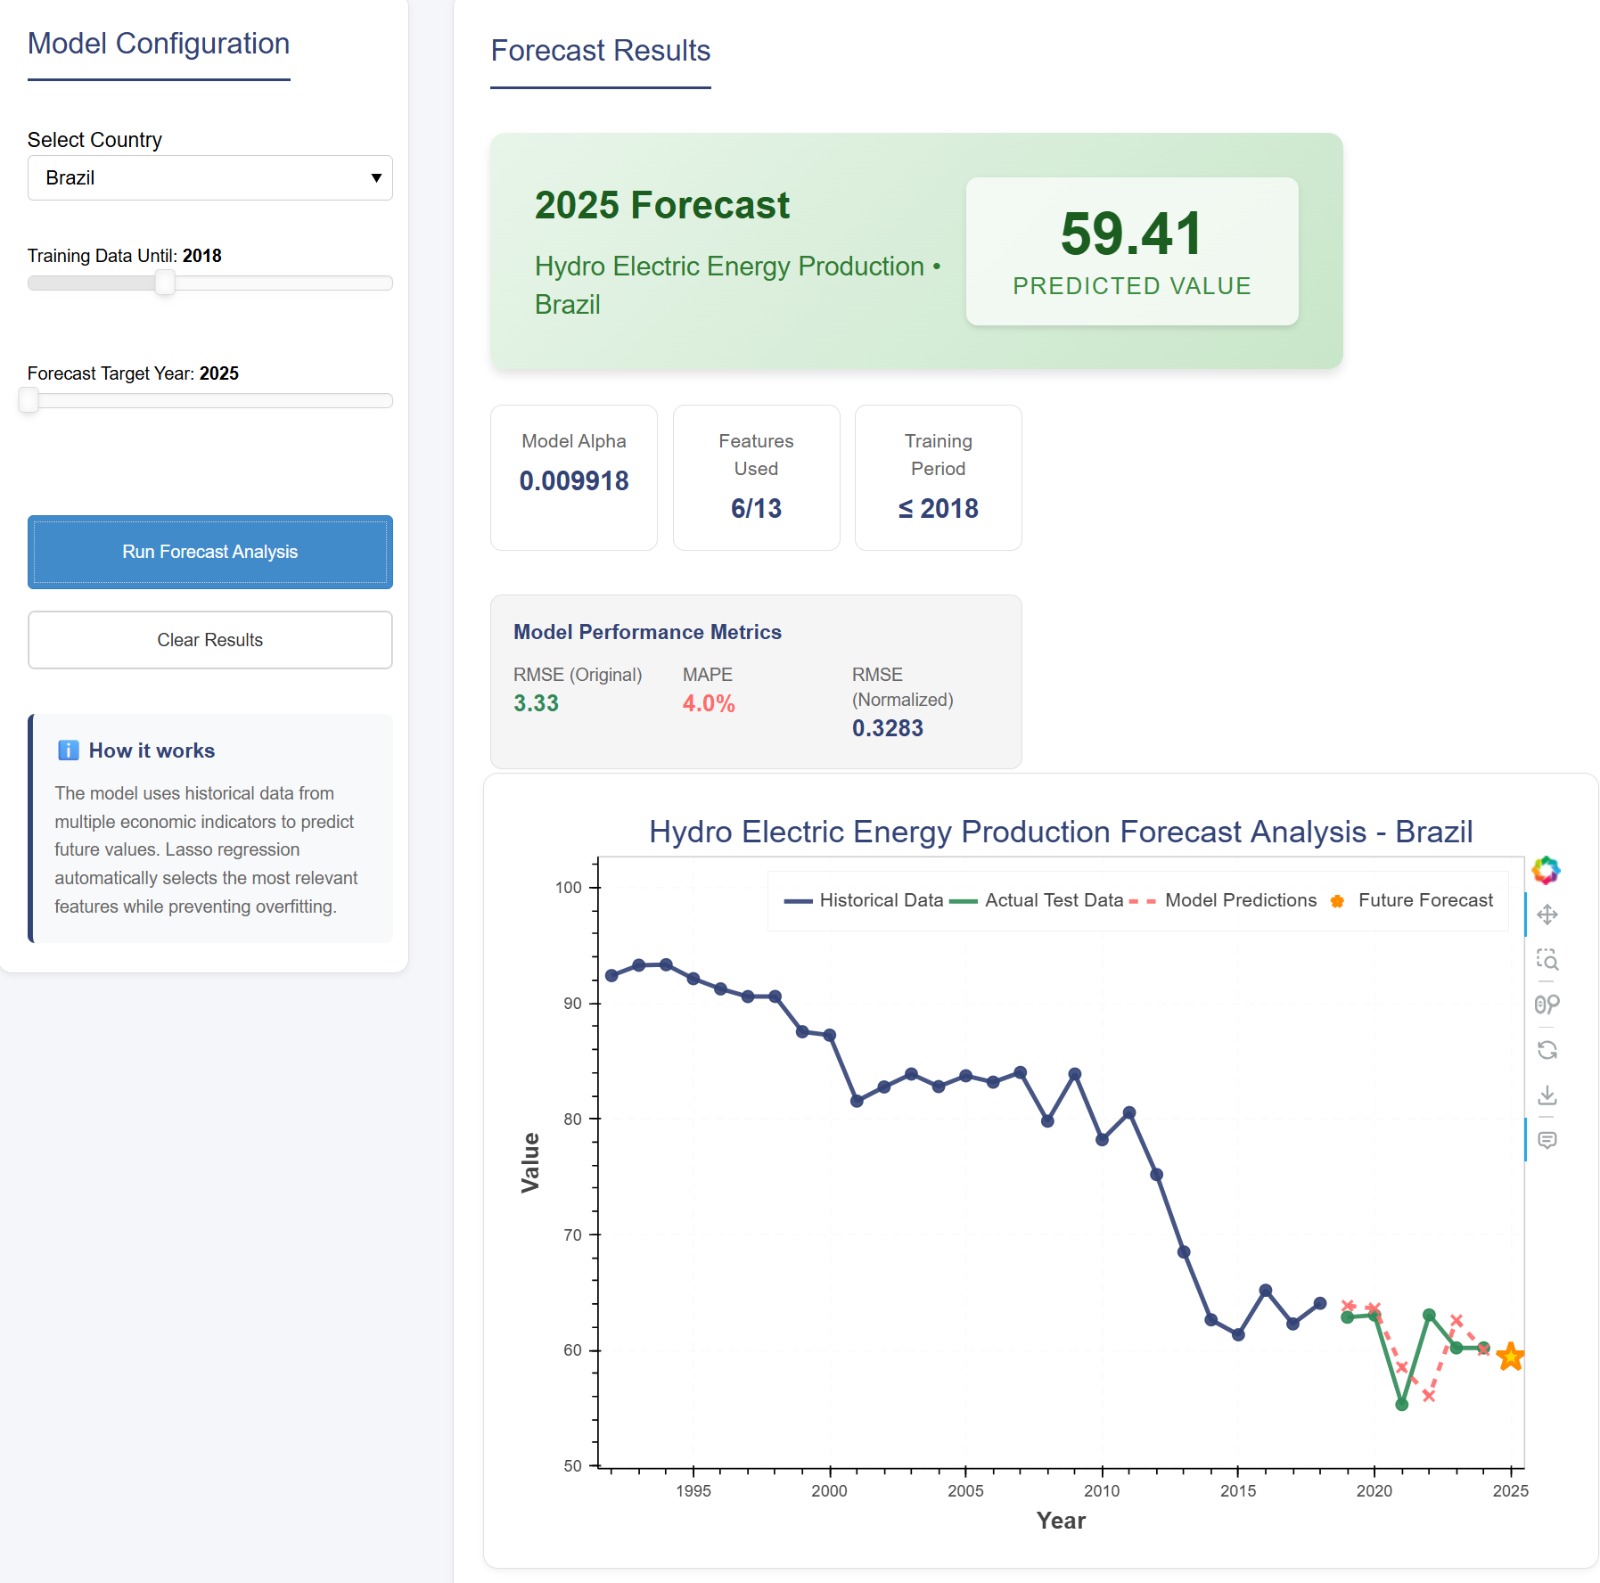 Model Configuration
Select Country
Brazil
Training Data Until: 2018
Forecast Target Year: 2025
Run Forecast Analysis
Clear Results
How it works
The model uses historical data from
multiple economic indicators to predict
future values. Lasso regression
automatically selects the most relevant
features while preventing overfitting.
Forecast Results
2025 Forecast
Hydro Electric Energy Production •
Brazil
59.41
PREDICTED VALUE
Model Alpha
0.009918
Features
Used
6/13
Training
Period
≤ 2018
Model Performance Metrics
RMSE (Original)
3.33
MAPE
4.0%
RMSE
(Normalized)
0.3283
Hydro Electric Energy Production Forecast Analysis - Brazil
Historical Data Actual Test Data Model Predictions Future Forecast
100
90
80
70
60
50
Value
1995 2000 2005 2010 2015 2020 2025
Year